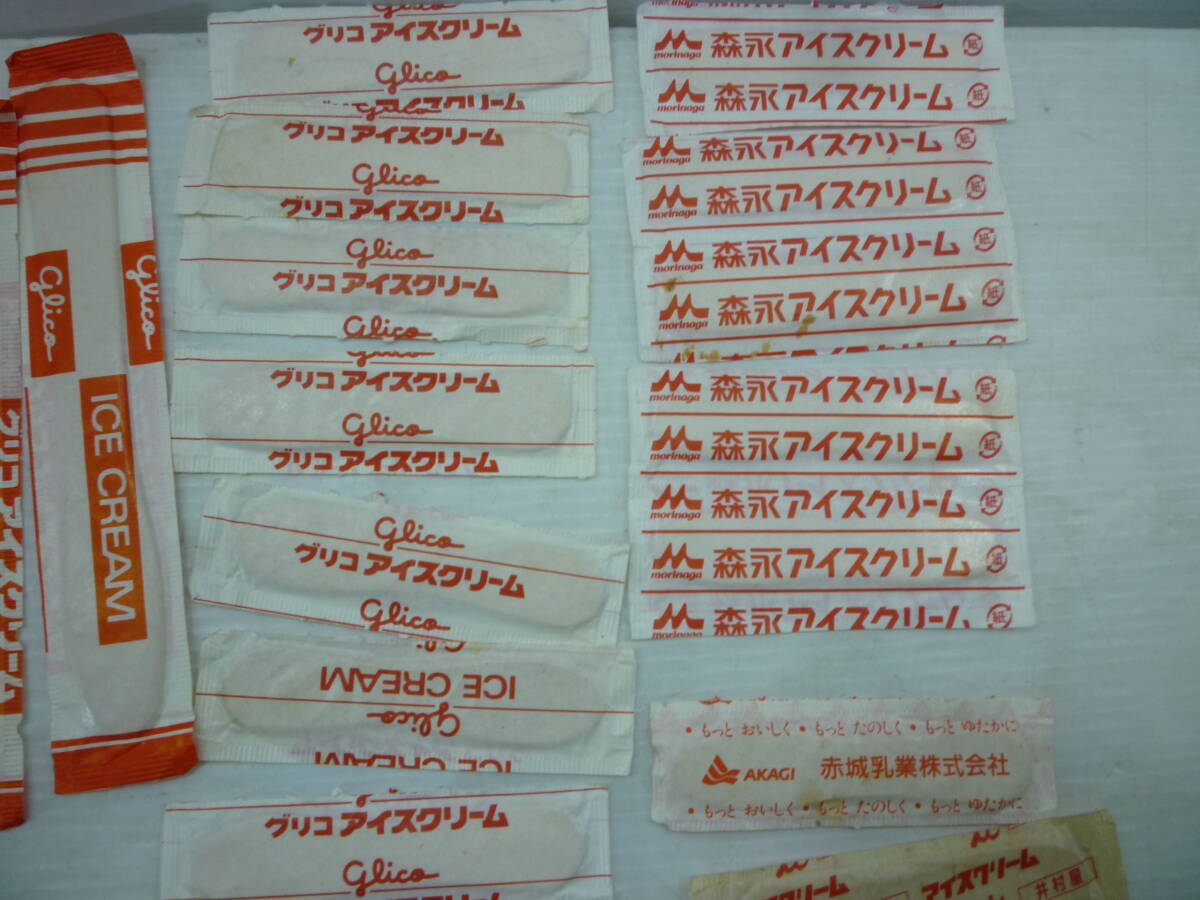 Glico
Glico
ICE CREAM
グリコ アイスクリーム
Glico
グリコ アイスクリーム
Glico
グリコ アイスクリーム
Glico
グリコ アイスクリーム
Glico
グリコ アイスクリーム
Glico
グリコ アイスクリーム
Glico
Glico
グリコ アイスクリーム
Glico
グリコ アイスクリーム
Glico
グリコ アイスクリーム
Glico
グリコ アイスクリーム
Glico
ICE CREAM
Glico
ICE CREAM
グリコ アイスクリーム
Glico
morinaga
morinaga 森永アイスクリーム 紙
morinaga 森永アイスクリーム 紙
morinaga 森永アイスクリーム 紙
morinaga 森永アイスクリーム 紙
morinaga 森永アイスクリーム 紙
morinaga 森永アイスクリーム 紙
morinaga 森永アイスクリーム 紙
morinaga 森永アイスクリーム 紙
morinaga 森永アイスクリーム 紙
morinaga 森永アイスクリーム 紙
morinaga 森永アイスクリーム 紙
・もっと おいしく・もっと たのしく・もっと ゆたかに
AKAGI 赤城乳業株式会社
・もっと おいしく・もっと たのしく・もっと ゆたかに
アイスクリーム
井村屋